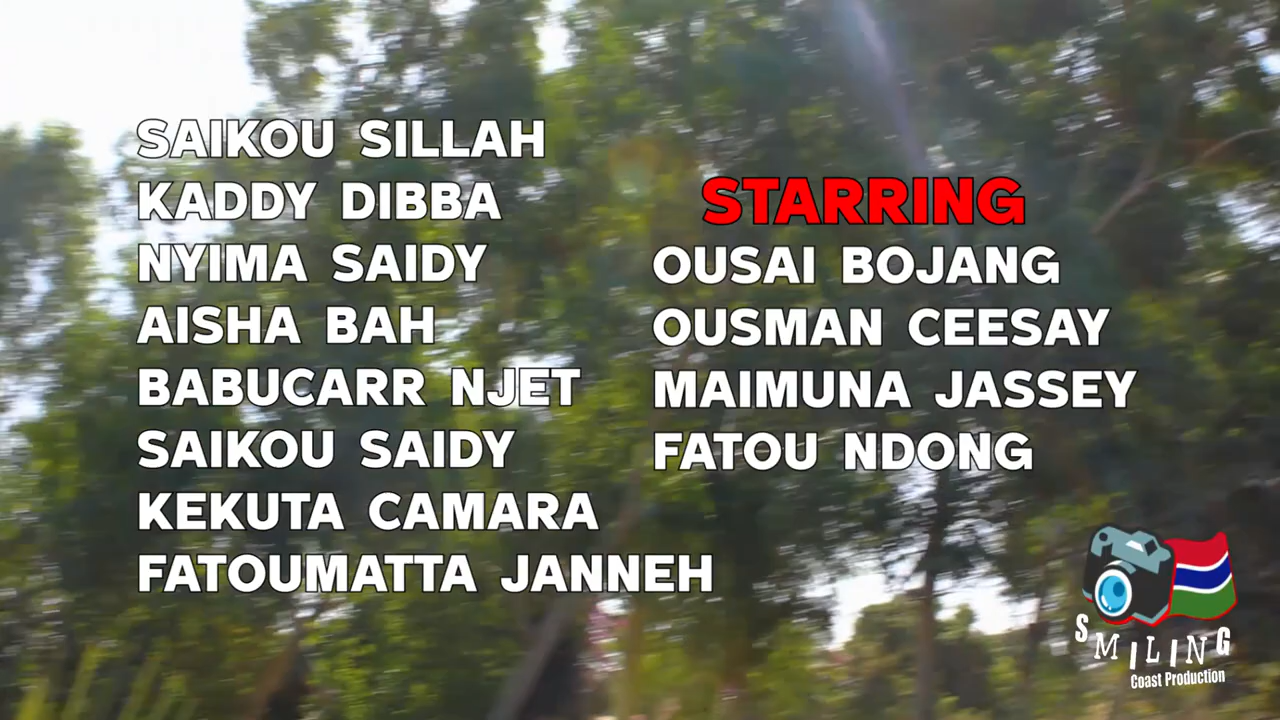 SAIKOU SILLAH
KADDY DIBBA
NYIMA SAIDY
AISHA BAH
BABUCARR NJET
SAIKOU SAIDY
KEKUTA CAMARA
FATOUMATTA JANNEH
STARRING
OUSAI BOJANG
OUSMAN CEESAY
MAIMUNA JASSEY
FATOU NDONG
SMILING
Coast Production